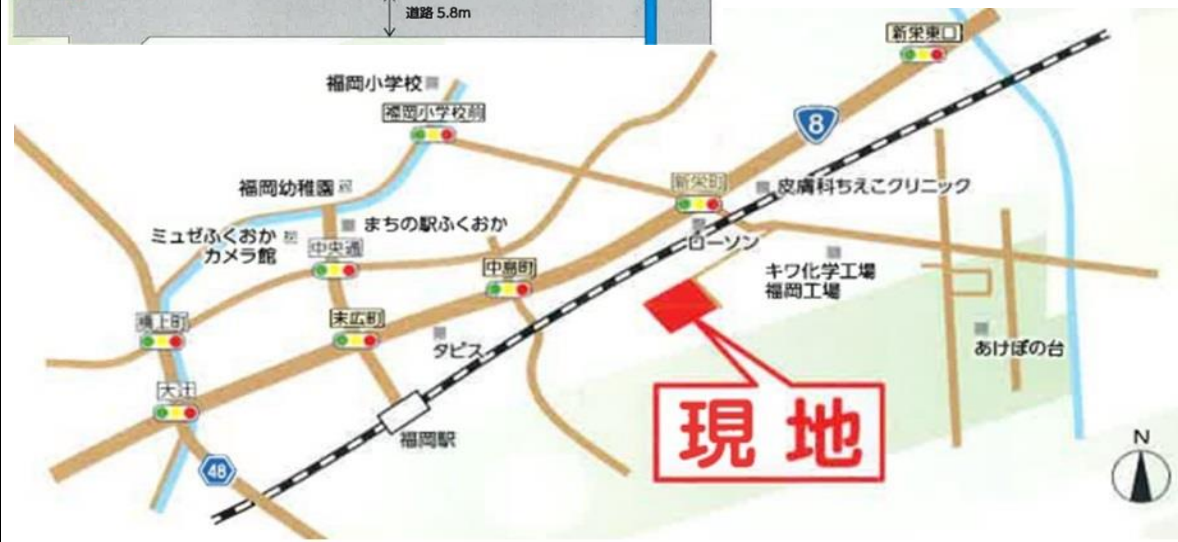 道路 5.8m
新栄東口
福岡小学校
福岡小学校前
8
新栄町
皮膚科ちえこクリニック
福岡幼稚園
まちの駅ふくおか
ミュゼふくおか
カメラ館
中央通
ローソン
中島町
キワ化学工場
福岡工場
橋上町
末広町
タピス
あけぼの台
大辻
現地
福岡駅
48
N